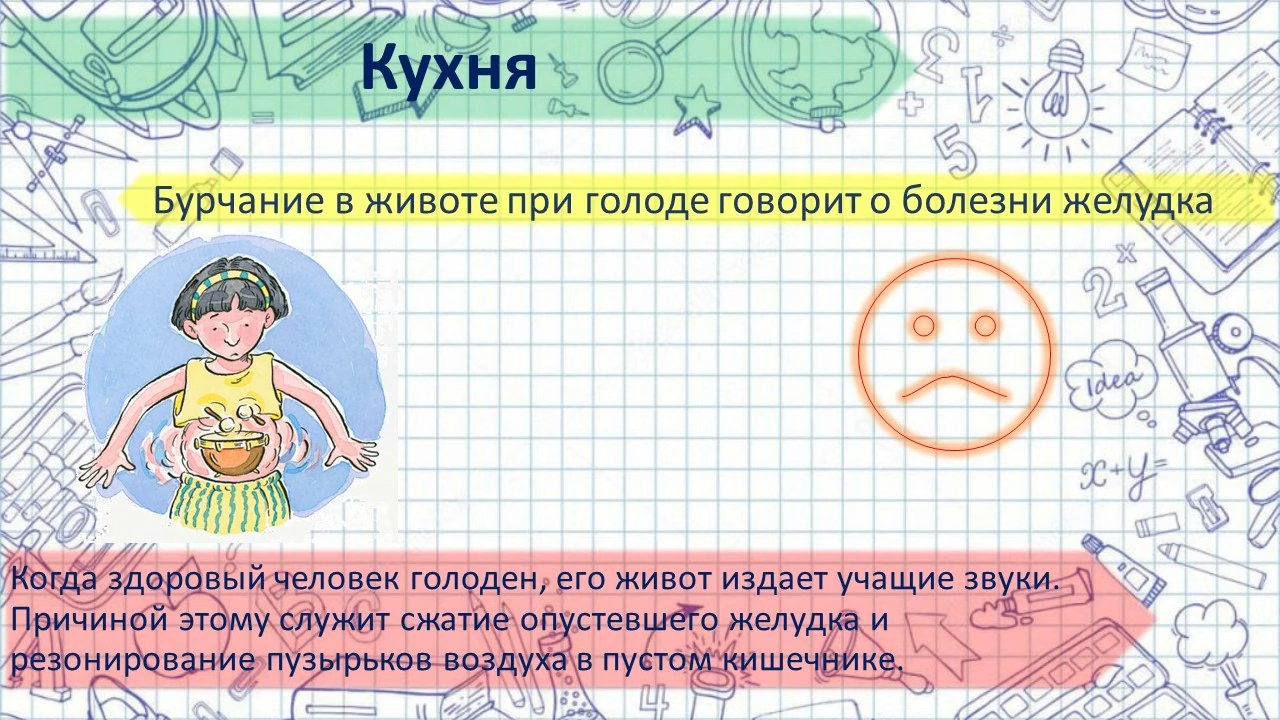 Кухня
Бурчание в животе при голоде говорит о болезни желудка
Idea
x+y=
Когда здоровый человек голоден, его живот издает учащие звуки.
Причиной этому служит сжатие опустевшего желудка и
резонирование пузырьков воздуха в пустом кишечнике.